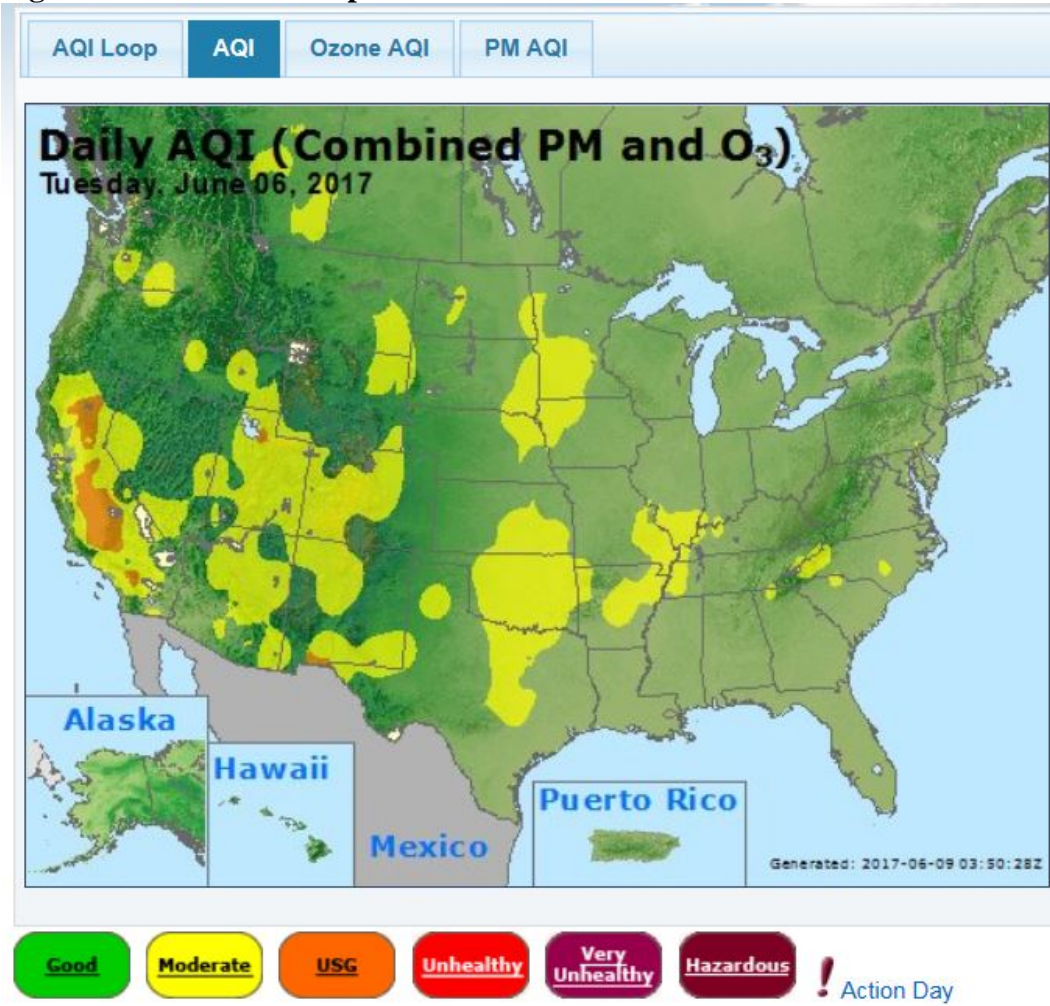 AQI Loop AQI Ozone AQI PM AQI
Daily AQI (Combined PM and O₃)
Tuesday, June 06, 2017
Alaska
Hawaii
Mexico
Puerto Rico
Generated: 2017-06-09 03:50:28Z
Good Moderate USG Unhealthy Very Unhealthy Hazardous ! Action Day